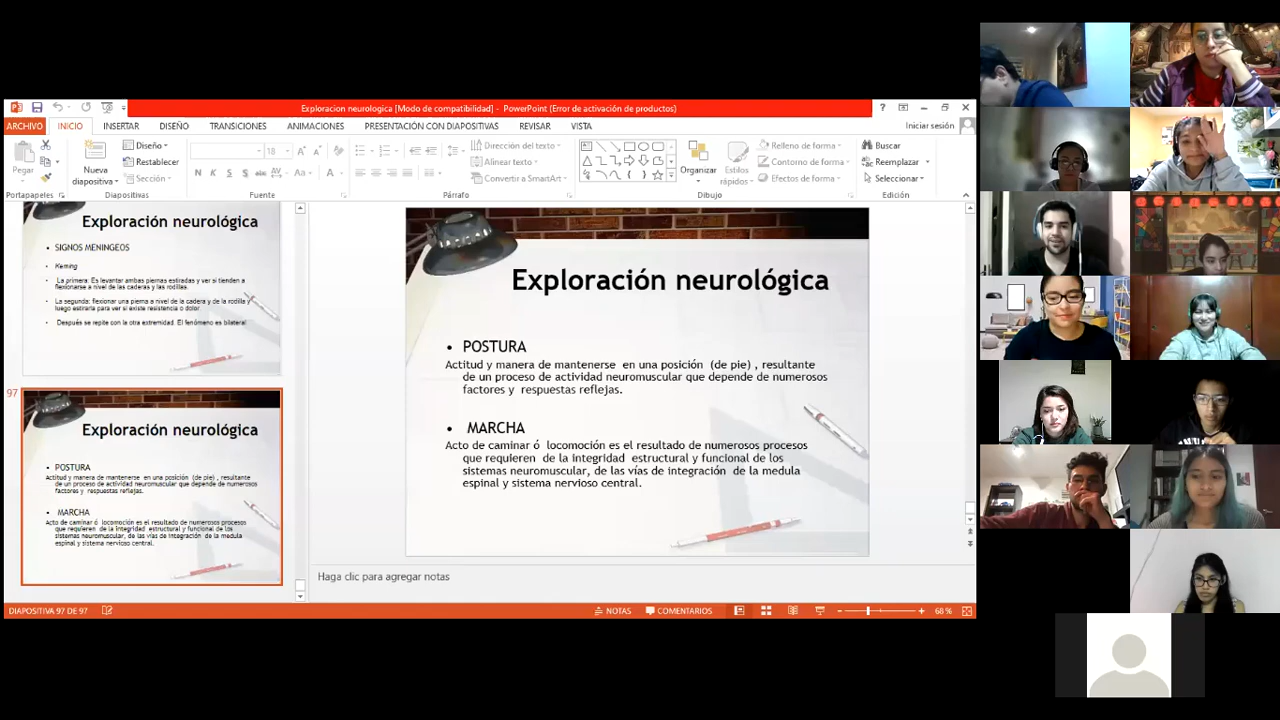 Exploracion neurologica [Modo de compatibilidad] - PowerPoint (Error de activación de productos)
ARCHIVO INICIO INSERTAR DISEÑO TRANSICIONES ANIMACIONES PRESENTACIÓN CON DIAPOSITIVAS REVISAR VISTA Iniciar sesión
Pegar
Nueva diapositiva
Diseño
Restablecer
Sección
18
N K S S abc AV Aa A
Dirección del texto
Alinear texto
Convertir a SmartArt
Organizar
Estilos rápidos
Relleno de forma
Contorno de forma
Efectos de forma
Buscar
Reemplazar
Seleccionar
Portapapeles Diapositivas Fuente Párrafo Dibujo Edición
Exploración neurológica
• SIGNOS MENINGEOS
• Kerning
• La primera: Es levantar ambas piernas estiradas y ver si tienden a
flexionarse a nivel de las caderas y las rodillas.
• La segunda: flexionar una pierna a nivel de la cadera y de la rodilla y
luego estirarla para ver si existe resistencia o dolor.
• Después se repite con la otra extremidad. El fenómeno es bilateral
97
Exploración neurológica
• POSTURA
Actitud y manera de mantenerse en una posición (de pie) , resultante
de un proceso de actividad neuromuscular que depende de numerosos
factores y respuestas reflejas.
• MARCHA
Acto de caminar ó locomoción es el resultado de numerosos procesos
que requieren de la integridad estructural y funcional de los
sistemas neuromuscular, de las vías de integración de la medula
espinal y sistema nervioso central.
Exploración neurológica
• POSTURA
Actitud y manera de mantenerse en una posición (de pie) , resultante
de un proceso de actividad neuromuscular que depende de numerosos
factores y respuestas reflejas.
• MARCHA
Acto de caminar ó locomoción es el resultado de numerosos procesos
que requieren de la integridad estructural y funcional de los
sistemas neuromuscular, de las vías de integración de la medula
espinal y sistema nervioso central.
Haga clic para agregar notas
DIAPOSITIVA 97 DE 97 NOTAS COMENTARIOS 68 %